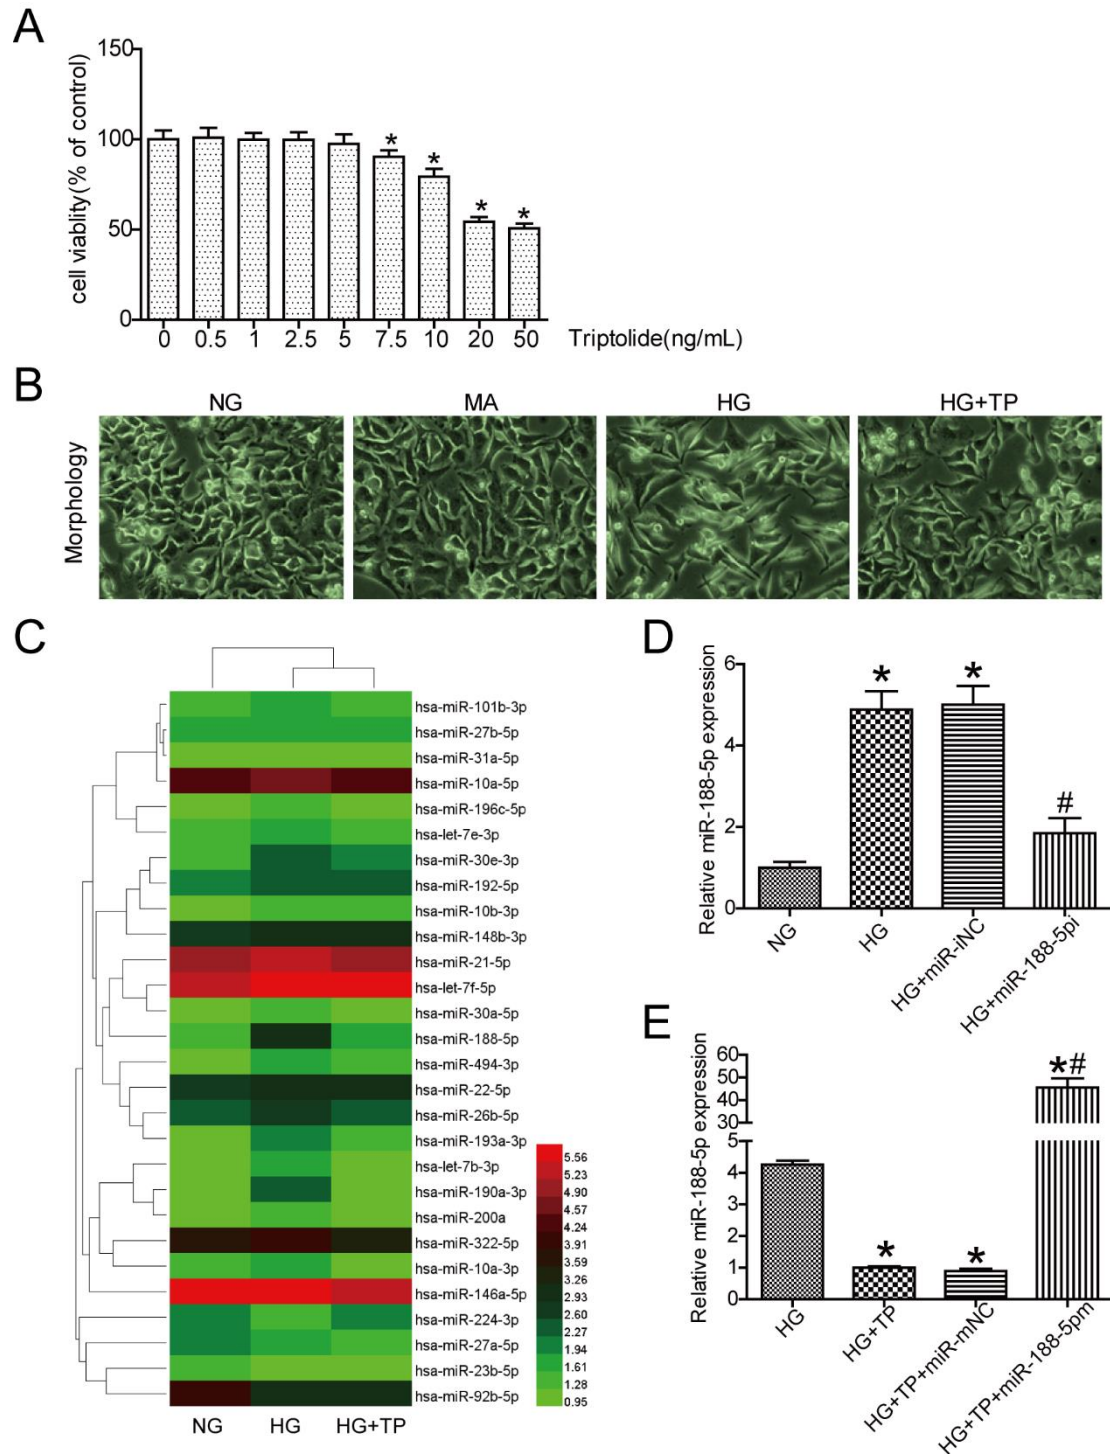 A
150
100
50
0
cell viablity(% of control)
* * * *
0 0.5 1 2.5 5 7.5 10 20 50 Triptolide(ng/mL)
B
NG MA HG HG+TP
Morphology
C
hsa-miR-101b-3p
hsa-miR-27b-5p
hsa-miR-31a-5p
hsa-miR-10a-5p
hsa-miR-196c-5p
hsa-let-7e-3p
hsa-miR-30e-3p
hsa-miR-192-5p
hsa-miR-10b-3p
hsa-miR-148b-3p
hsa-miR-21-5p
hsa-let-7f-5p
hsa-miR-30a-5p
hsa-miR-188-5p
hsa-miR-494-3p
hsa-miR-22-5p
hsa-miR-26b-5p
hsa-miR-193a-3p
hsa-let-7b-3p
hsa-miR-190a-3p
hsa-miR-200a
hsa-miR-322-5p
hsa-miR-10a-3p
hsa-miR-146a-5p
hsa-miR-224-3p
hsa-miR-27a-5p
hsa-miR-23b-5p
hsa-miR-92b-5p
NG HG HG+TP
5.56
5.23
4.90
4.57
4.24
3.91
3.59
3.26
2.93
2.60
2.27
1.94
1.61
1.28
0.95
D
Relative miR-188-5p expression
6
4
2
0
* * #
NG
HG
HG+miR-iNC
HG+miR-188-5pi
E
Relative miR-188-5p expression
60
50
40
30
5
4
3
2
1
0
* * *#
HG
HG+TP
HG+TP+miR-mNC
HG+TP+miR-188-5pm